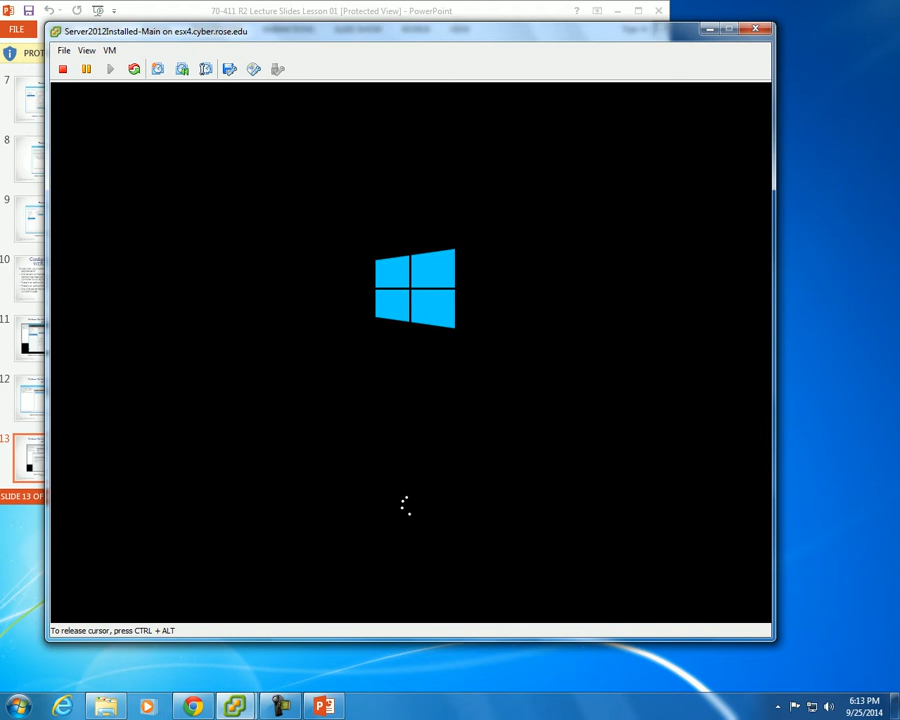 70-411 R2 Lecture Slides Lesson 01 [Protected View] - PowerPoint
FILE
PROT
Server2012Installed-Main on esx4.cyber.rose.edu
File View VM
7
8
9
10
11
12
13
SLIDE 13 OF
To release cursor, press CTRL + ALT
6:13 PM
9/25/2014